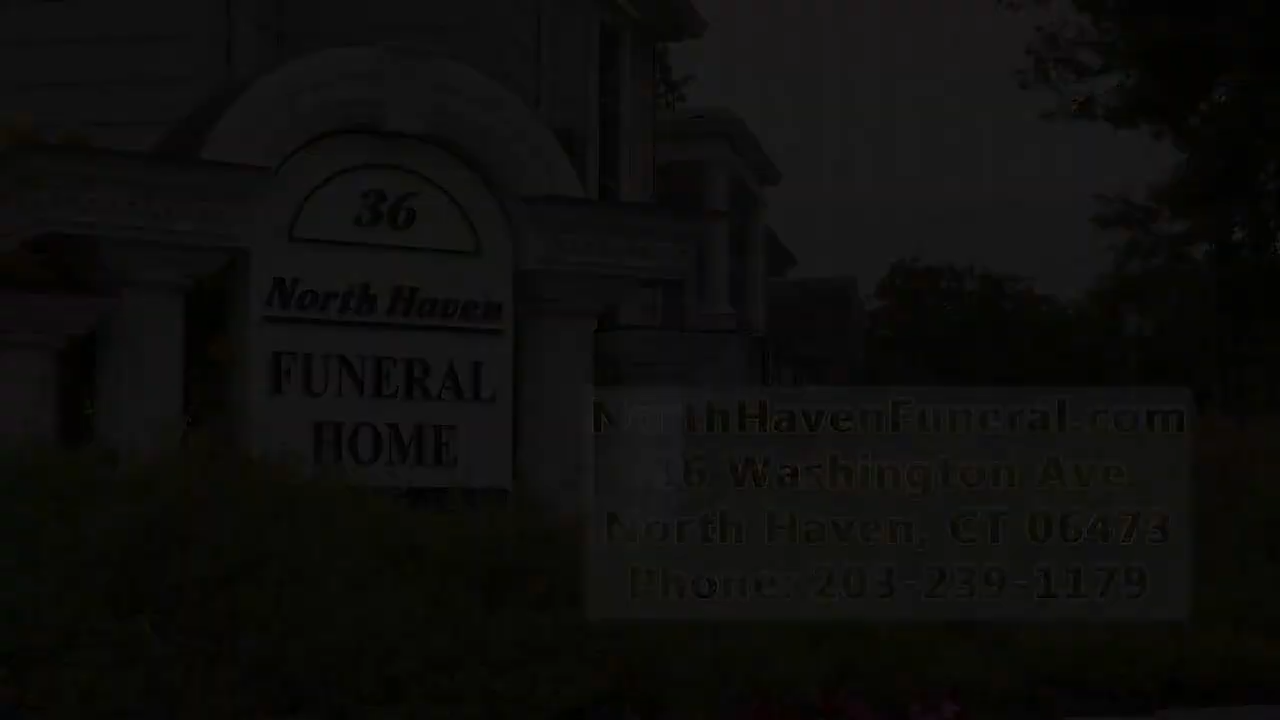 36
North Haven
FUNERAL
HOME
NorthHavenFuneral.com
36 Washington Ave
North Haven, CT 06473
Phone: 203-239-1179